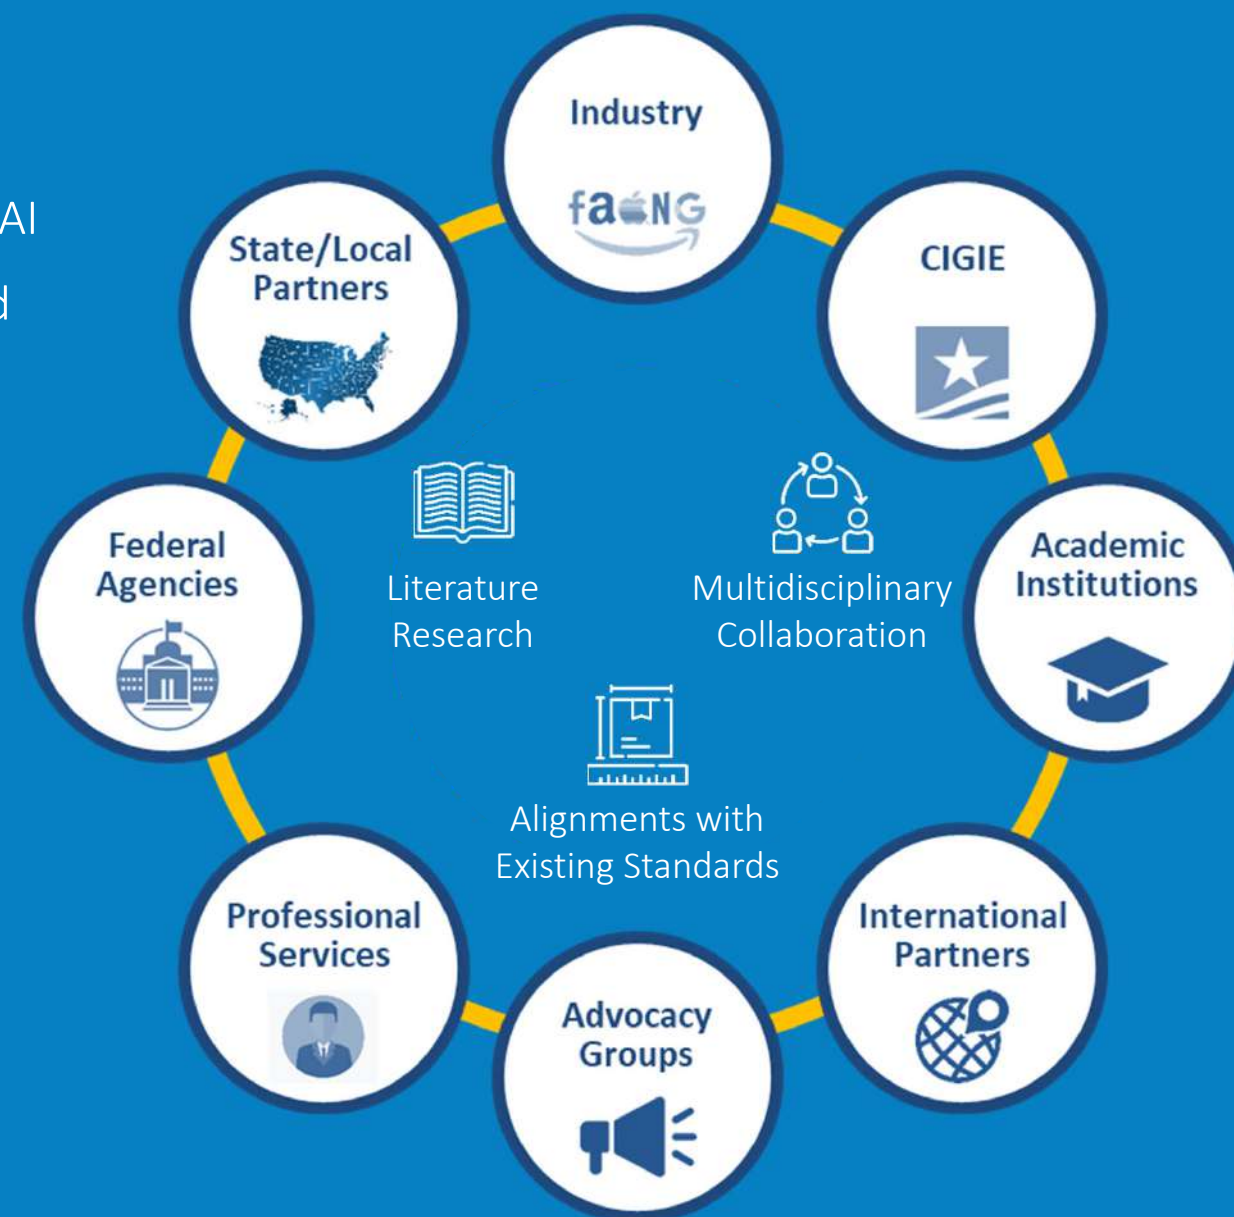 AI
d
Industry
faaNG
State/Local
Partners
CIGIE
Federal
Agencies
Academic
Institutions
Literature
Research
Multidisciplinary
Collaboration
Alignments with
Existing Standards
Professional
Services
International
Partners
Advocacy
Groups